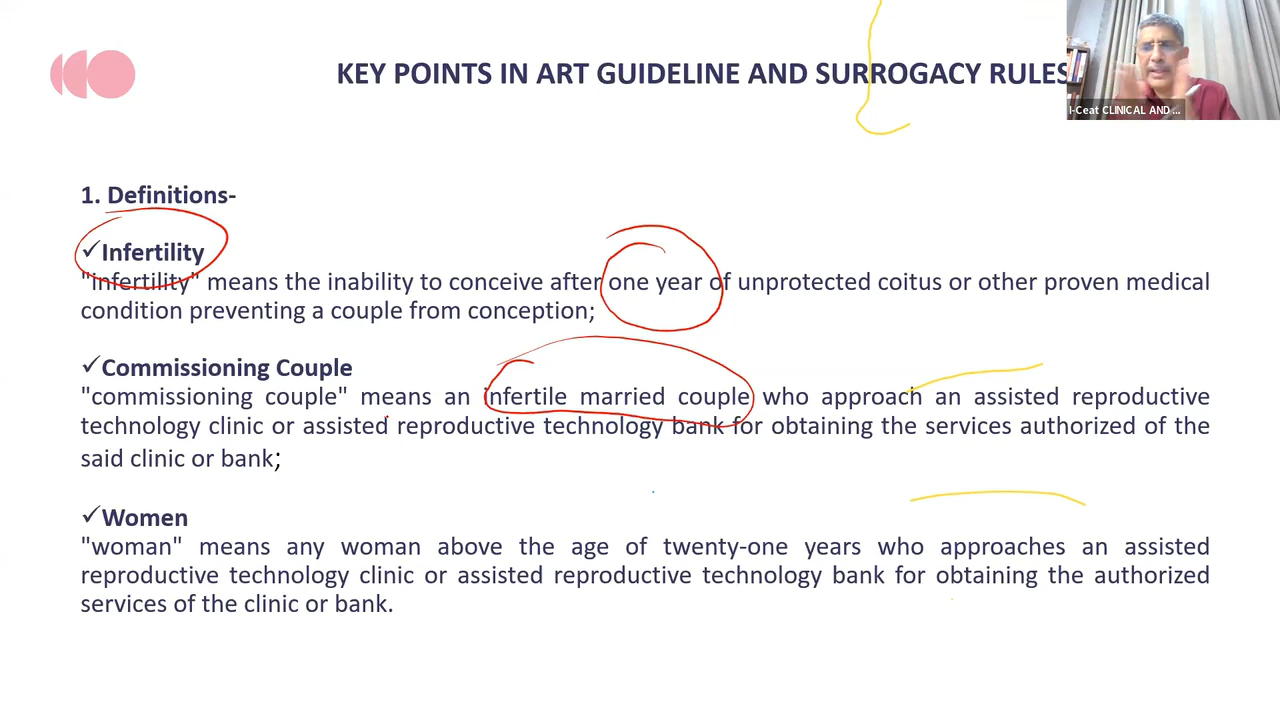 KEY POINTS IN ART GUIDELINE AND SURROGACY RULES
I-Ceat CLINICAL AND ...
1. Definitions-
✓Infertility
"infertility" means the inability to conceive after one year of unprotected coitus or other proven medical
condition preventing a couple from conception;
✓Commissioning Couple
"commissioning couple" means an infertile married couple who approach an assisted reproductive
technology clinic or assisted reproductive technology bank for obtaining the services authorized of the
said clinic or bank;
✓Women
"woman" means any woman above the age of twenty-one years who approaches an assisted
reproductive technology clinic or assisted reproductive technology bank for obtaining the authorized
services of the clinic or bank.